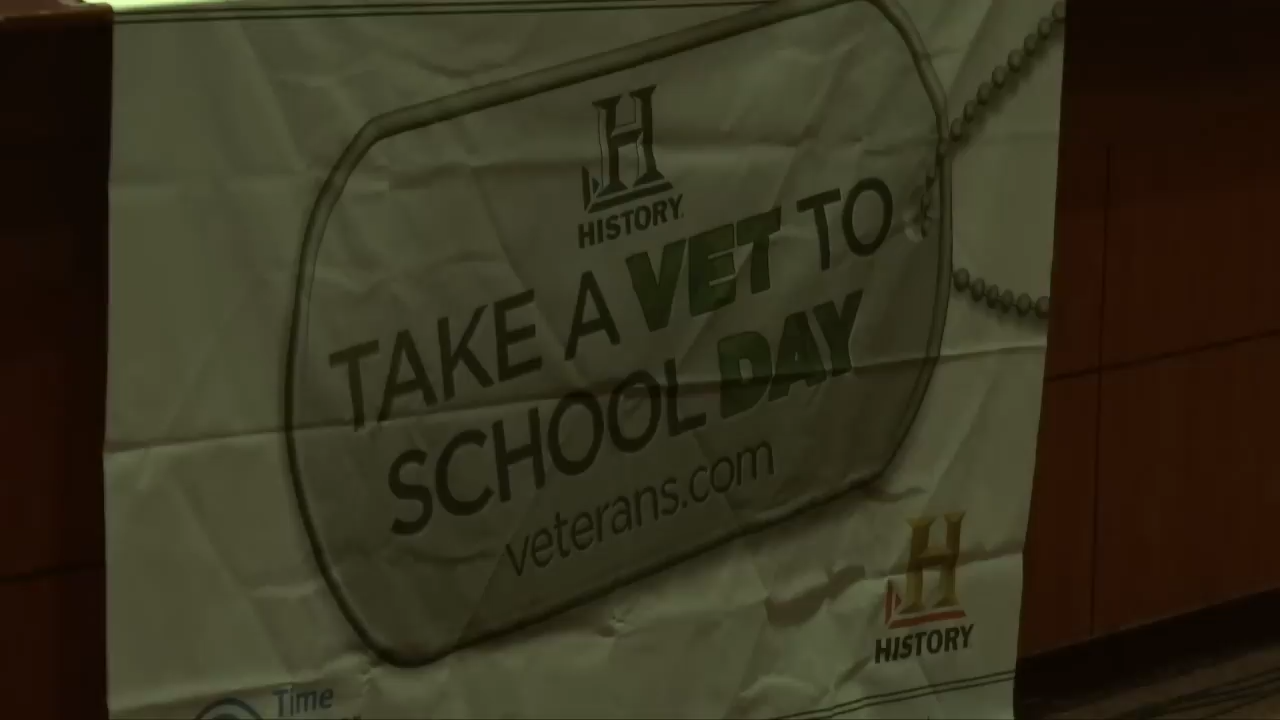 H
HISTORY
TAKE A VET TO
SCHOOL DAY
veterans.com
H
HISTORY
Time